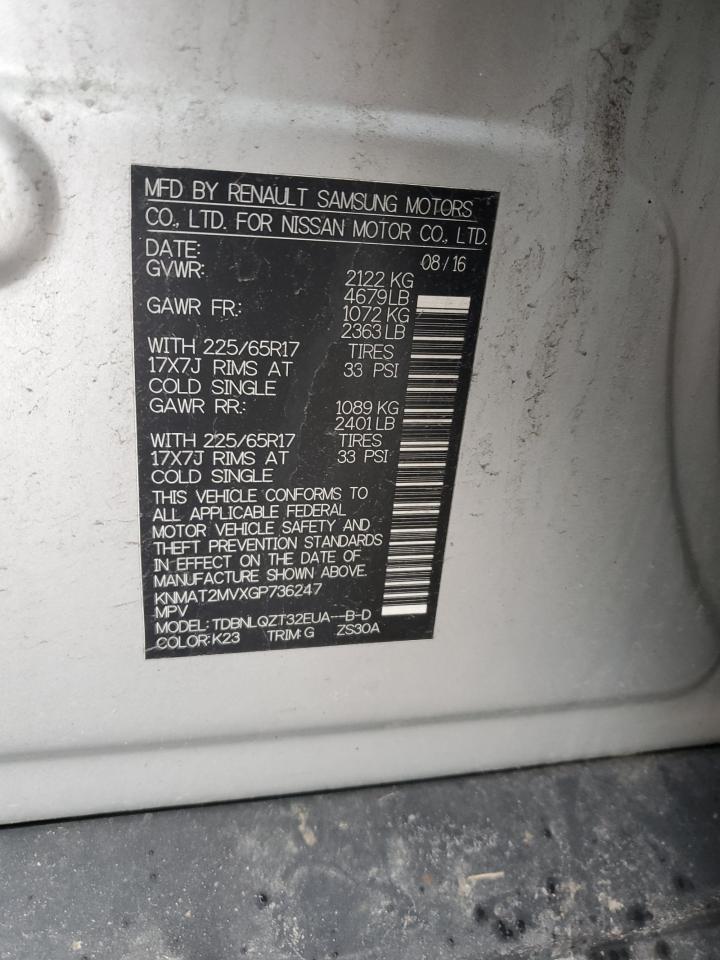 MFD BY RENAULT SAMSUNG MOTORS
CO., LTD. FOR NISSAN MOTOR CO., LTD.
DATE: 08/16
GVWR: 2122 KG
4679 LB
GAWR FR.: 1072 KG
2363 LB
WITH 225/65R17 TIRES
17X7J RIMS AT 33 PSI
COLD SINGLE
GAWR RR.: 1089 KG
2401 LB
WITH 225/65R17 TIRES
17X7J RIMS AT 33 PSI
COLD SINGLE
THIS VEHICLE CONFORMS TO
ALL APPLICABLE FEDERAL
MOTOR VEHICLE SAFETY AND
THEFT PREVENTION STANDARDS
IN EFFECT ON THE DATE OF
MANUFACTURE SHOWN ABOVE.
KNMAT2MVXGP736247
MPV
MODEL: TDBNLQZT32EUA---B-D
COLOR: K23 TRIM: G ZS30A